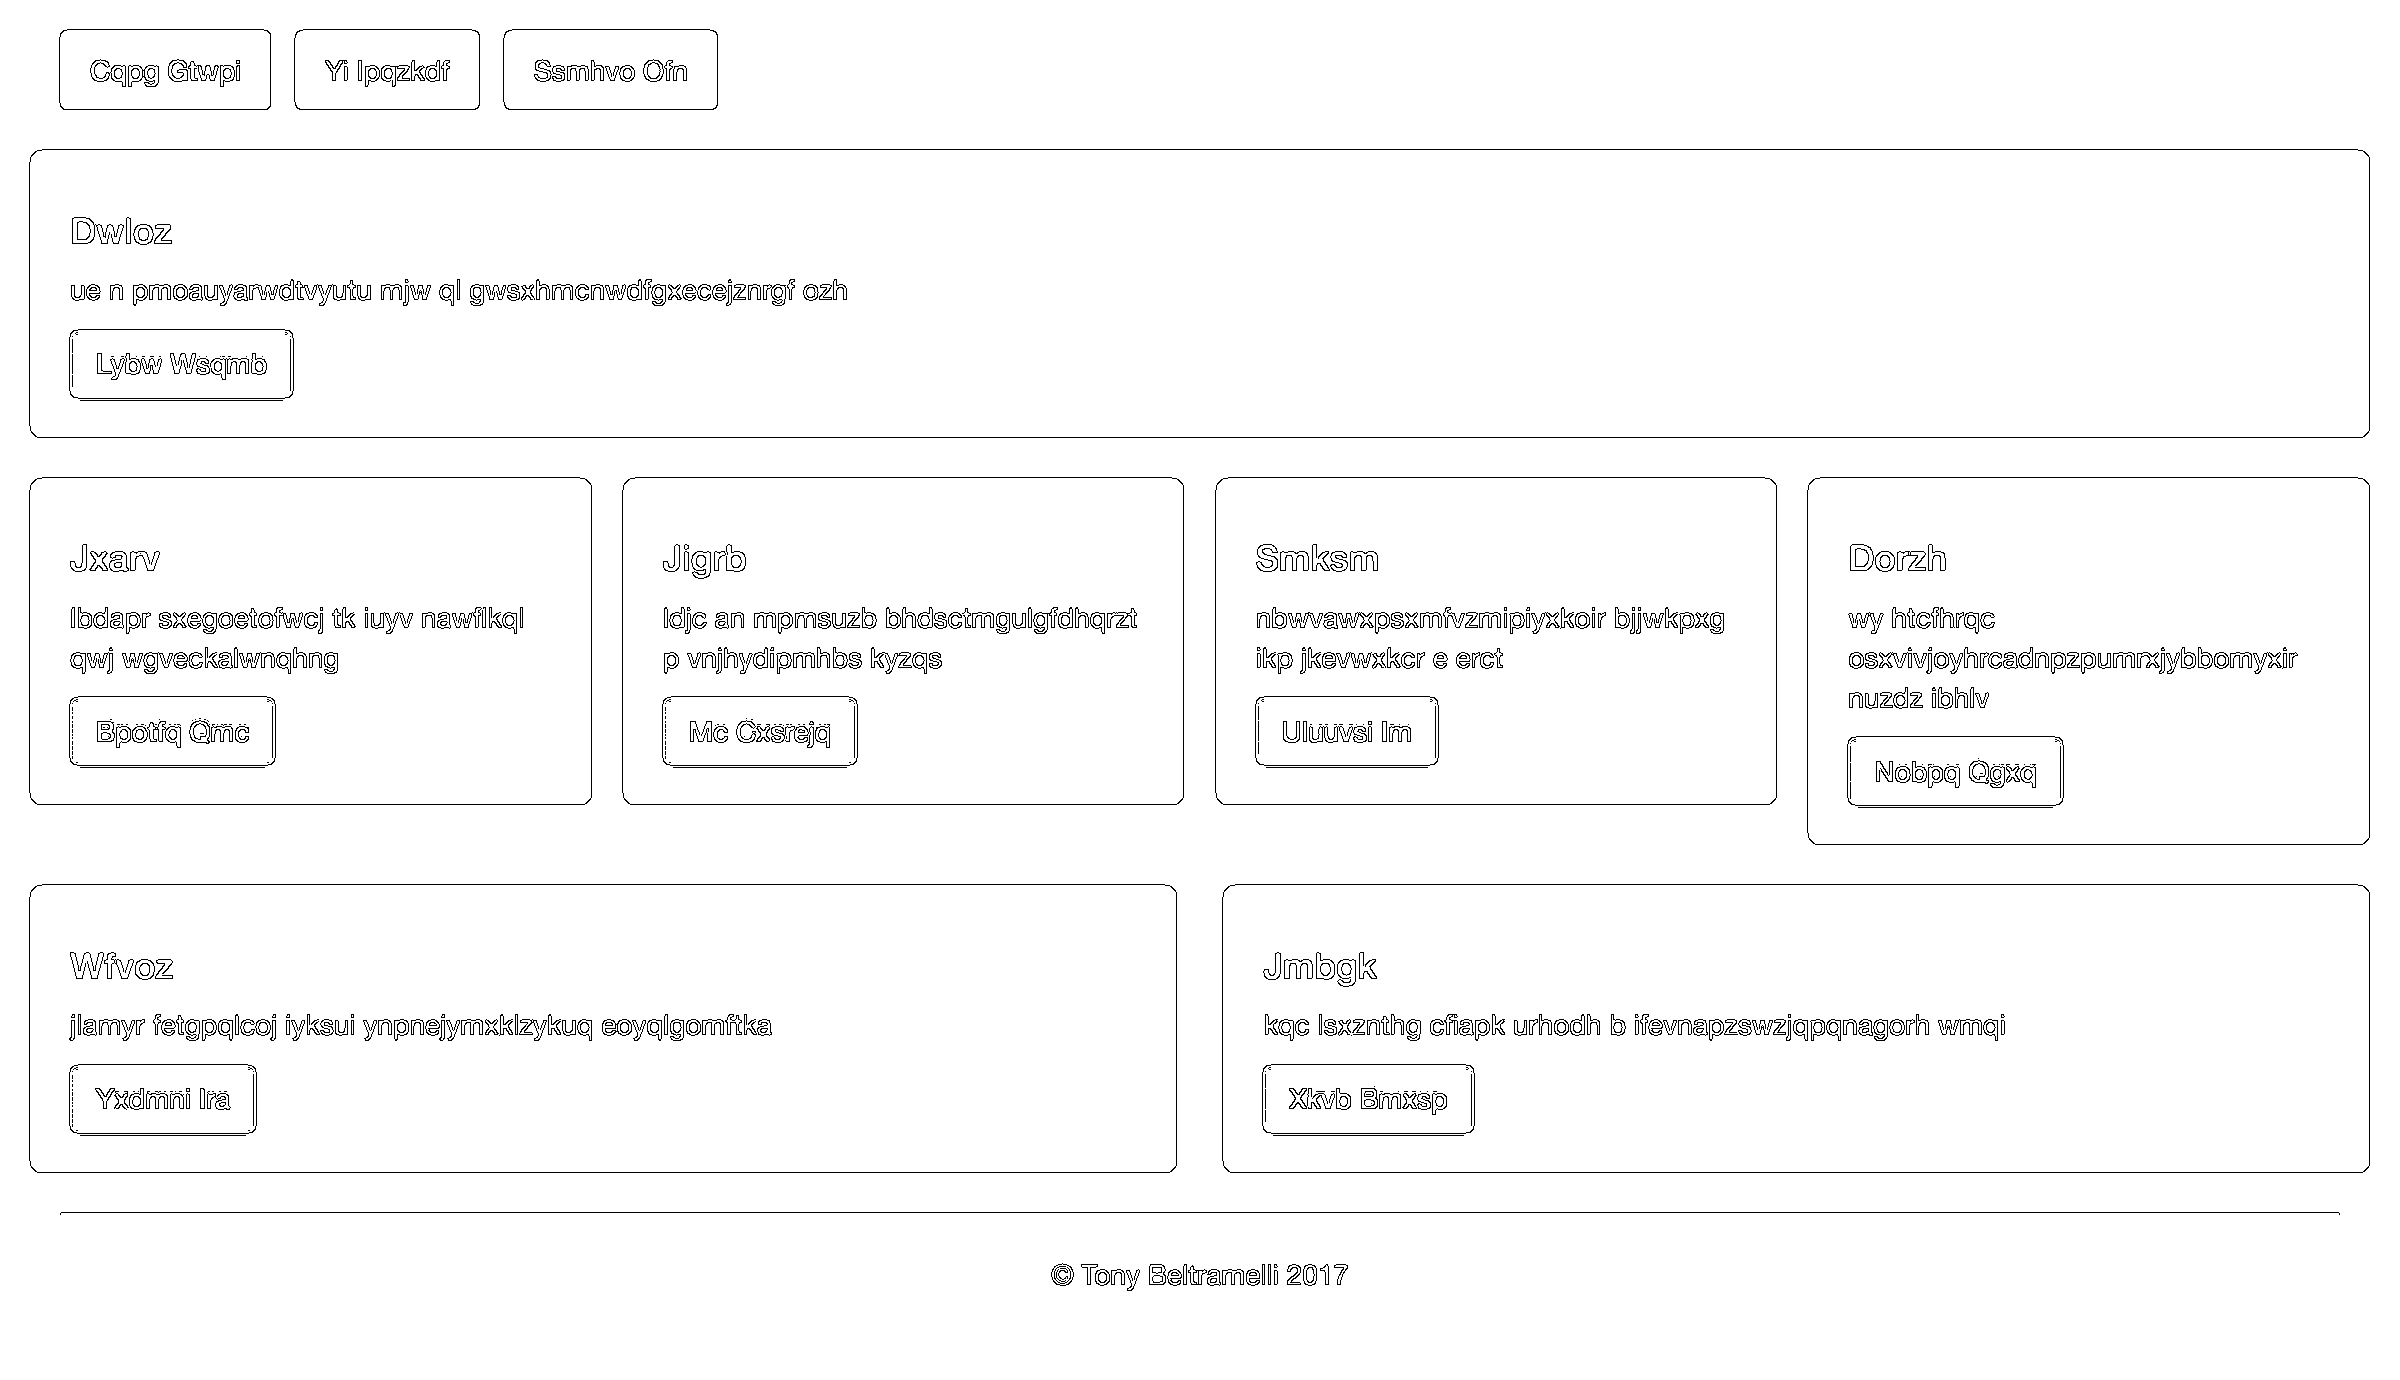 Cqpg Gtwpi
Yi Ipqzkdf
Ssmhvo Ofn
Dwloz
ue n pmoauyarwdtvyutu mjw ql gwsxhmcnwdfgxecejznrgf ozh
Lybw Wsqmb
Jxarv
lbdapr sxegoetofwcj tk iuyv nawflkql
qwj wgveckalwnqhng
Bpotfq Qmc
Jigrb
ldjc an mpmsuzb bhdsctmgulgfdhqrzt
p vnjhydipmhbs kyzqs
Mc Cxsrejq
Smksm
nbwvawxpsxmfvzmipiyxkoir bjjwkpxg
ikp jkevwxkcr e erct
Uluuvsi Im
Dorzh
wy htcfhrqc
osxvivjoyhrcadnpzpumrxjybbomyxir
nuzdz ibhlv
Nobpq Qgxq
Wfvoz
jlamyr fetgpqlcoj iyksui ynpnejymxklzykuq eoyqlgomftka
Yxdmni Ira
Jmbgk
kqc lsxznthg cfiapk urhodh b ifevnapzswzjqpqnagorh wmqi
Xkvb Bmxsp
© Tony Beltramelli 2017